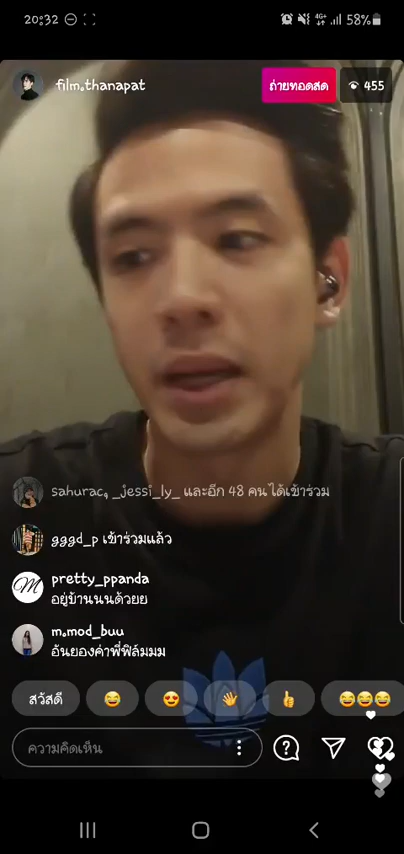 20:32
4G+
58%
film.thanapat
ถ่ายทอดสด
455
sahurac, _jessi_ly_ และอีก 48 คน ได้เข้าร่วม
gggd_p เข้าร่วมแล้ว
pretty_ppanda
อยู่บ้านนนด้วยย
m.mod_buu
อันยองค่าพี่ฟิล์มมม
สวัสดี
ความคิดเห็น